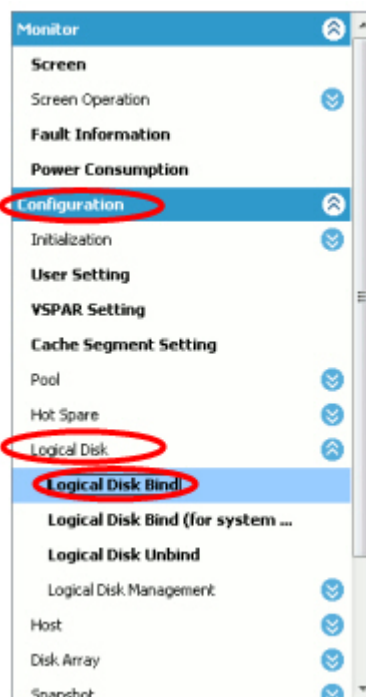 Monitor
Screen
Screen Operation
Fault Information
Power Consumption
Configuration
Initialization
User Setting
VSPAR Setting
Cache Segment Setting
Pool
Hot Spare
Logical Disk
Logical Disk Bind
Logical Disk Bind (for system ...
Logical Disk Unbind
Logical Disk Management
Host
Disk Array
Snapshot